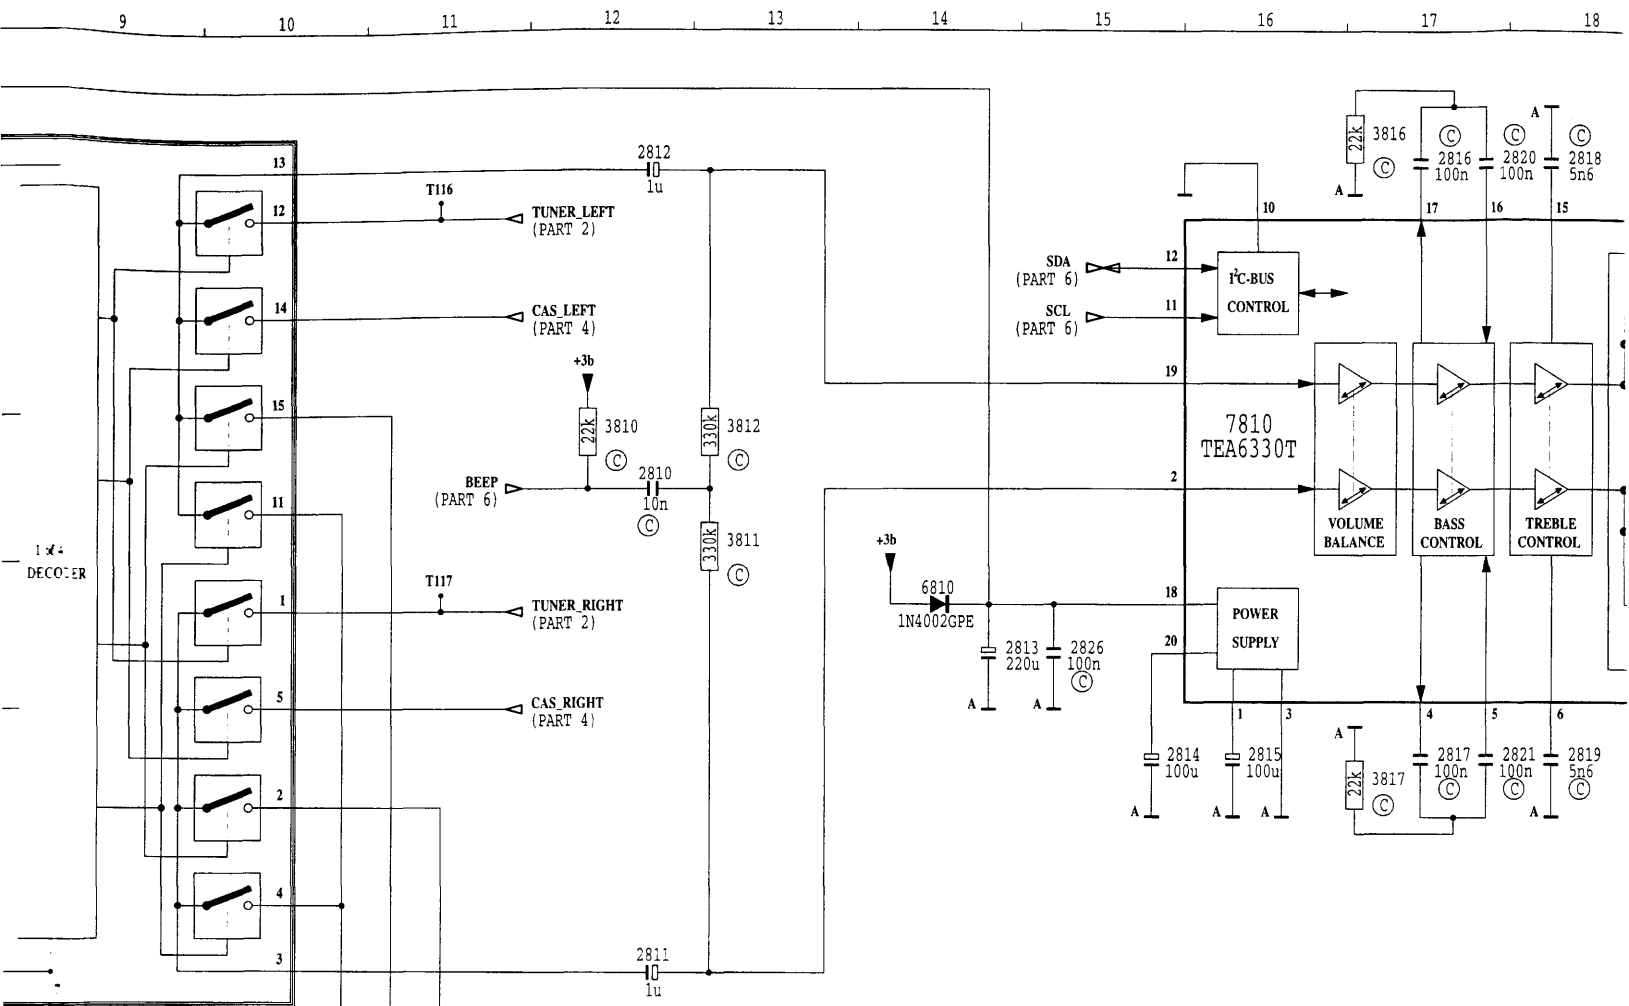 9 10 11 12 13 14 15 16 17 18
13
12
14
15
11
1
5
2
4
3
DECODER
T116
TUNER_LEFT
(PART 2)
CAS_LEFT
(PART 4)
+3b
22k 3810
C
BEEP
(PART 6)
2810
10n
C
T117
TUNER_RIGHT
(PART 2)
CAS_RIGHT
(PART 4)
2812
1u
330k 3812
C
330k 3811
C
2811
1u
+3b
6810
1N4002GPE
2813
220u
A
2826
100n
C
A
SDA
(PART 6)
SCL
(PART 6)
12
11
10
19
2
18
20
I²C-BUS
CONTROL
7810
TEA6330T
POWER
SUPPLY
1
3
2814
100u
A
2815
100u
A
A
22k 3816
C
A
C
2816
100n
C
2820
100n
A
C
2818
5n6
17
16
15
VOLUME
BALANCE
BASS
CONTROL
TREBLE
CONTROL
4
5
6
A
22k 3817
C
2817
100n
C
2821
100n
C
2819
5n6
C
A